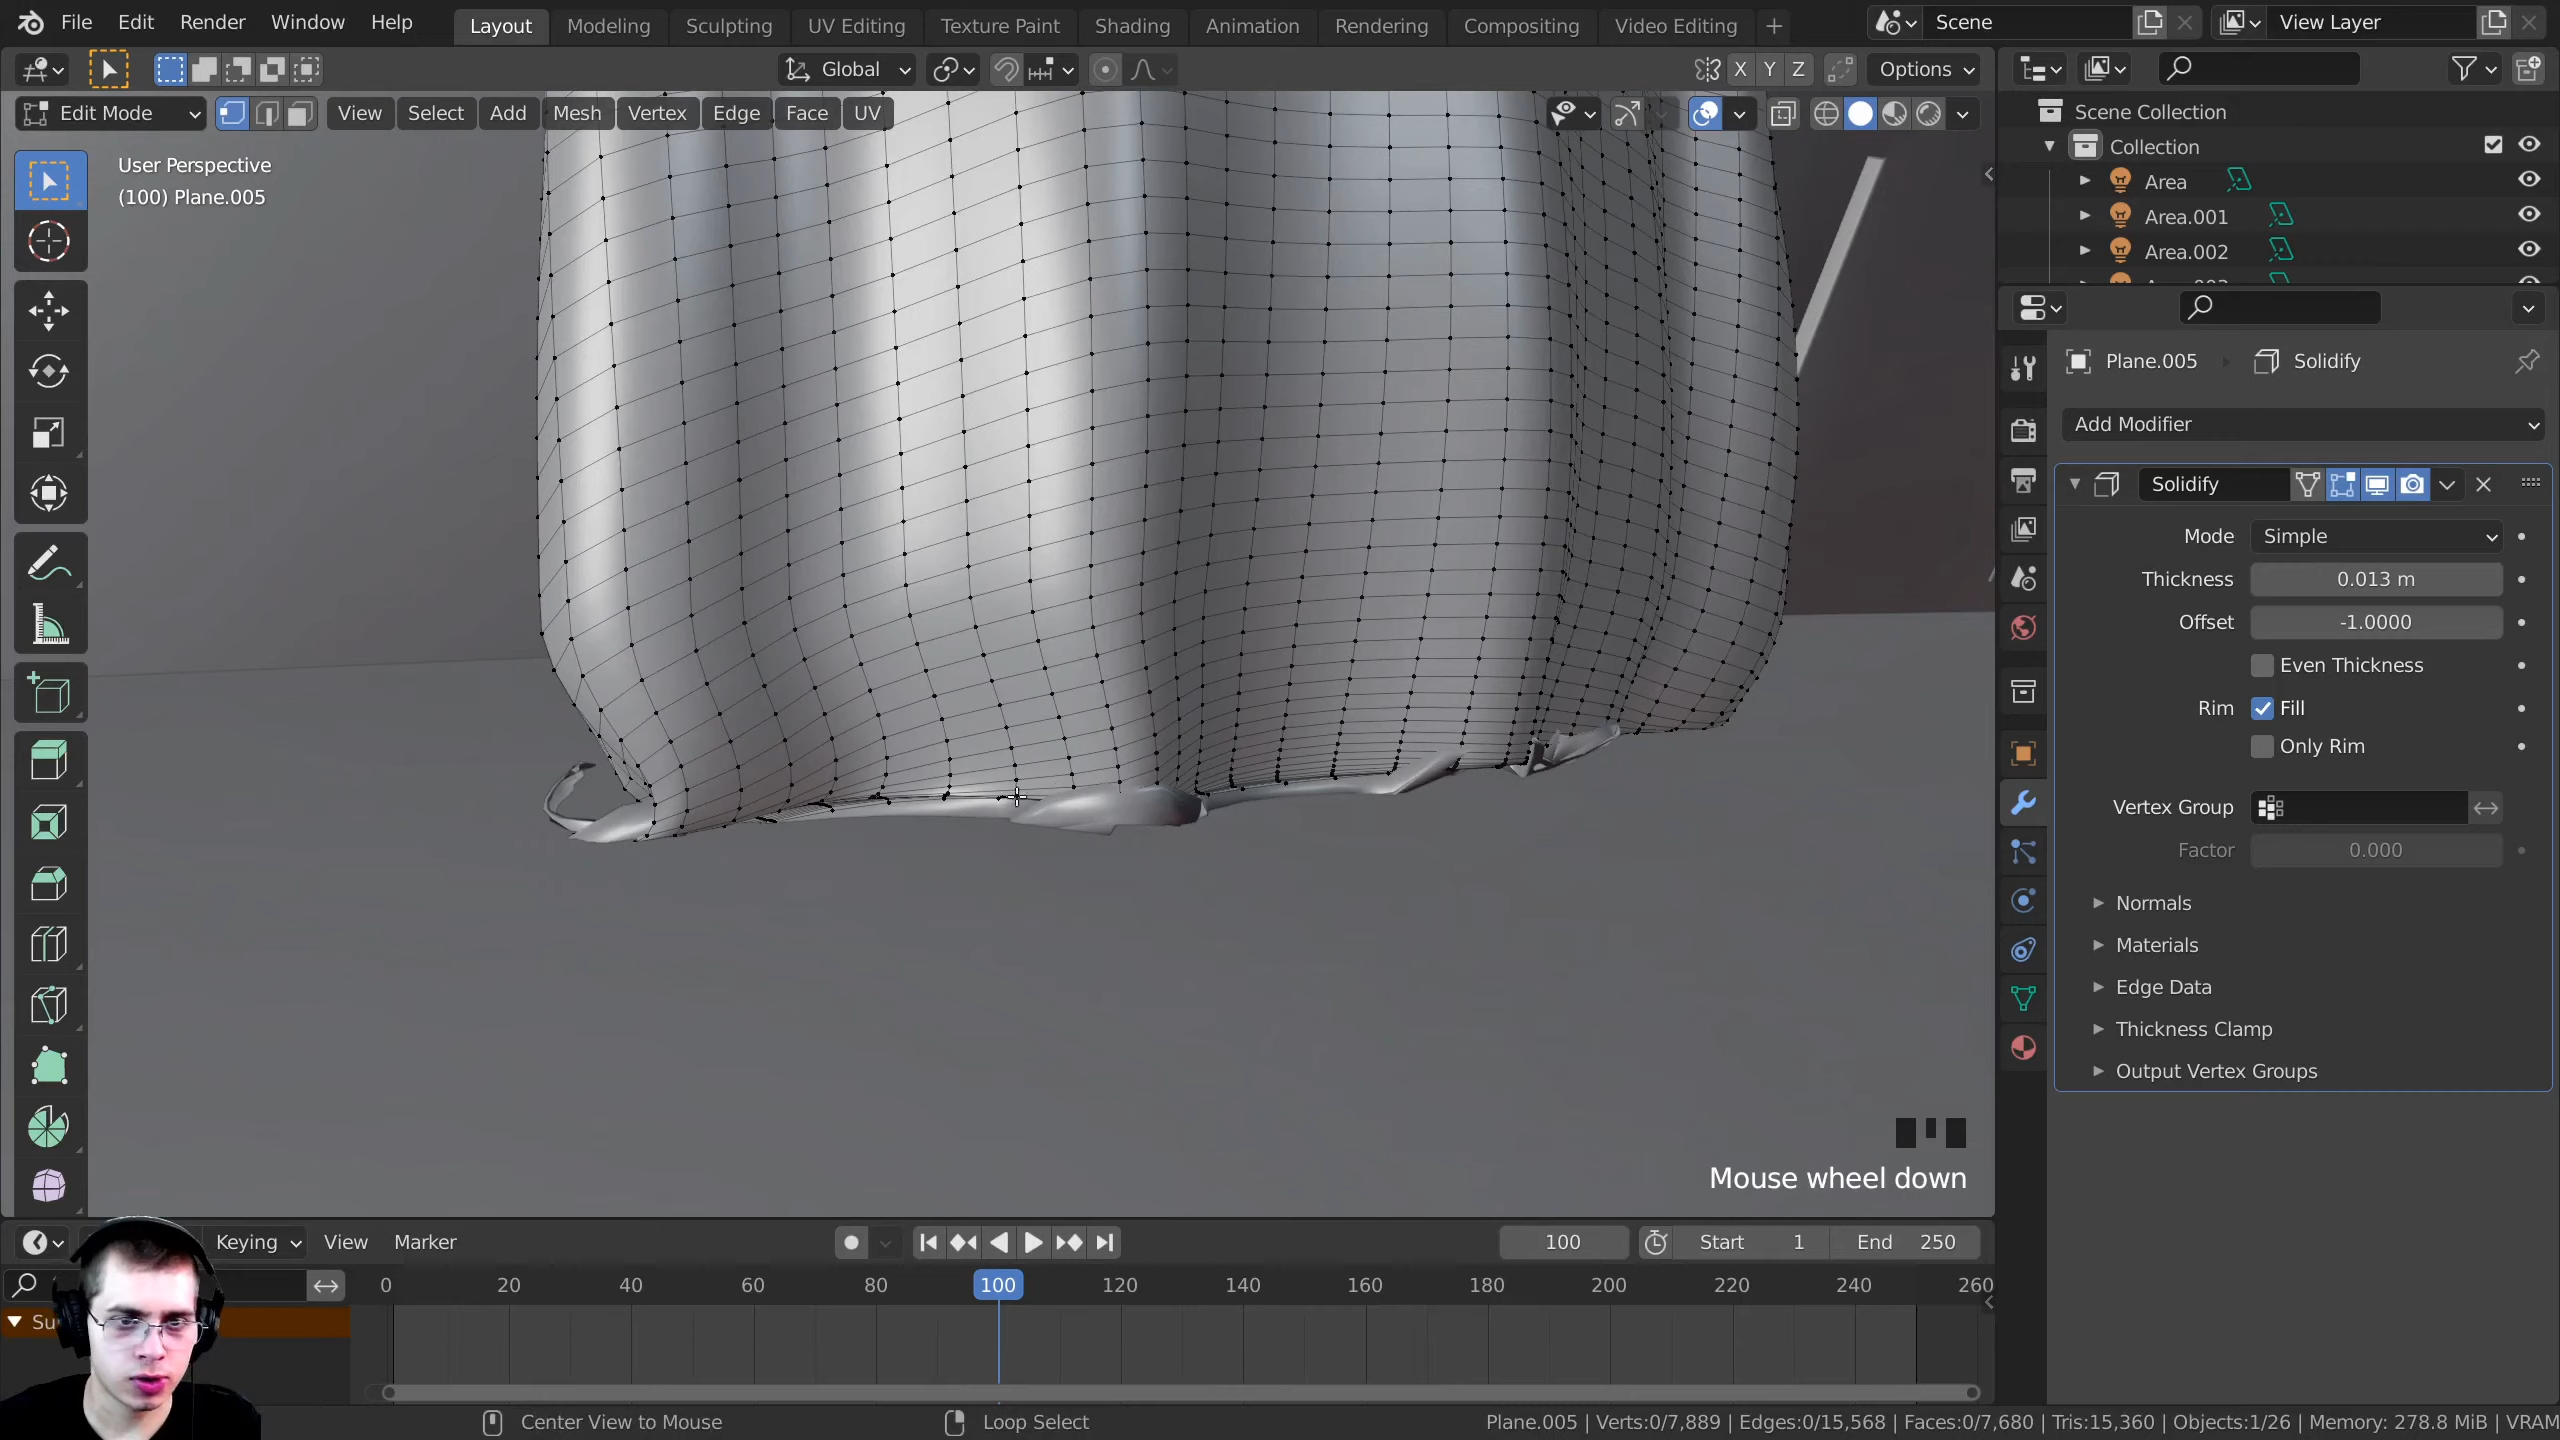 File Edit Render Window Help Layout Modeling Sculpting UV Editing Texture Paint Shading Animation Rendering Compositing Video Editing + Scene View Layer
Global X Y Z Options
Edit Mode View Select Add Mesh Vertex Edge Face UV
User Perspective
(100) Plane.005
Scene Collection
Collection
Area
Area.001
Area.002
Plane.005 Solidify
Add Modifier
Solidify
Mode Simple
Thickness 0.013 m
Offset -1.0000
Even Thickness
Rim Fill
Only Rim
Vertex Group
Factor 0.000
Normals
Materials
Edge Data
Thickness Clamp
Output Vertex Groups
Mouse wheel down
Keying View Marker 100 Start 1 End 250
0 20 40 60 80 100 120 140 160 180 200 220 240 260
Su
Center View to Mouse Loop Select Plane.005 | Verts:0/7,889 | Edges:0/15,568 | Faces:0/7,680 | Tris:15,360 | Objects:1/26 | Memory: 278.8 MiB | VRAM